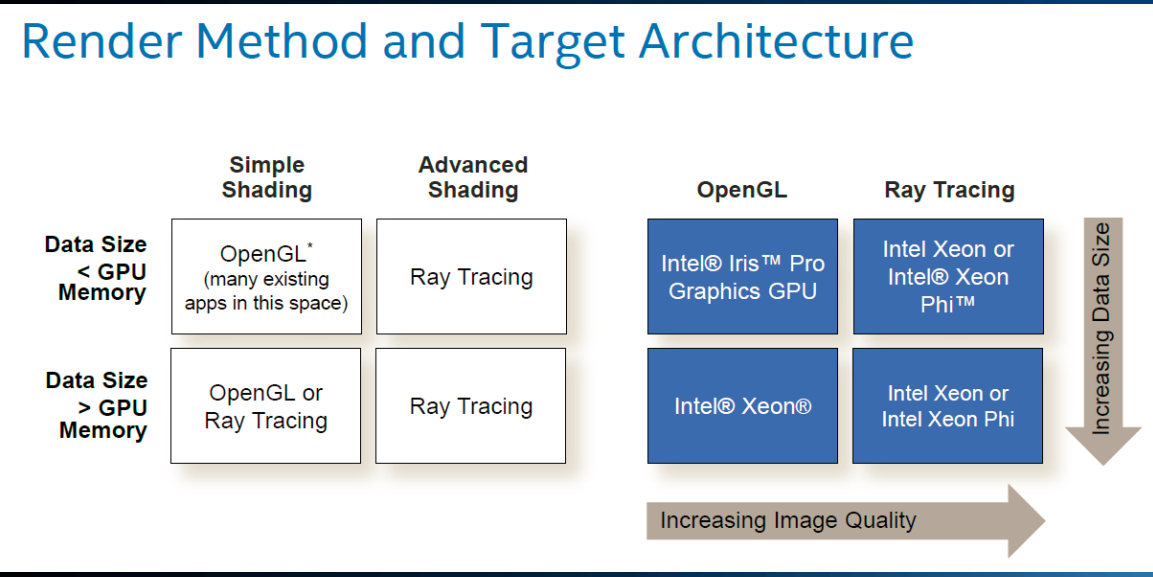 Render Method and Target Architecture
Simple
Shading
Advanced
Shading
OpenGL
Ray Tracing
Data Size
< GPU
Memory
OpenGL*
(many existing
apps in this space)
Ray Tracing
Intel® Iris™ Pro
Graphics GPU
Intel Xeon or
Intel® Xeon
Phi™
Data Size
> GPU
Memory
OpenGL or
Ray Tracing
Ray Tracing
Intel® Xeon®
Intel Xeon or
Intel Xeon Phi
Increasing Data Size
Increasing Image Quality